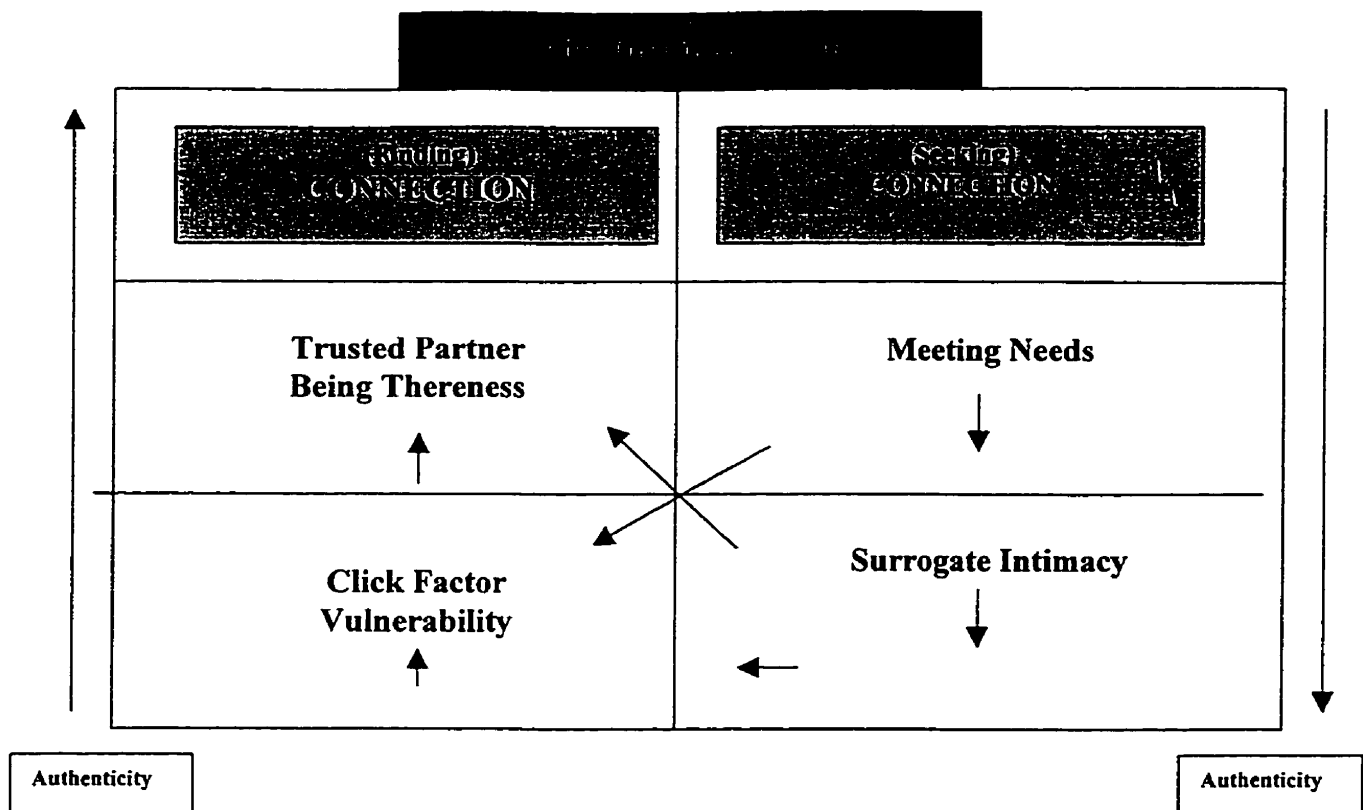 (Finding)
CONNECTION
(Seeking)
CONNECTION
Trusted Partner
Being Thereness
Meeting Needs
Click Factor
Vulnerability
Surrogate Intimacy
Authenticity
Authenticity